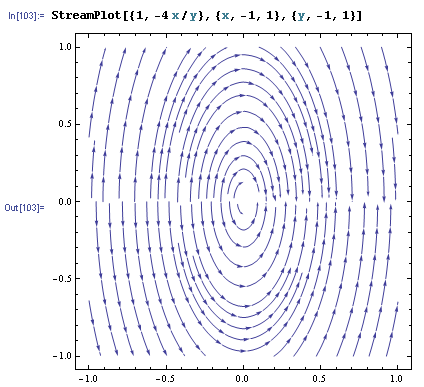 In[103]:= StreamPlot[{1, -4 x/y}, {x, -1, 1}, {y, -1, 1}]
1.0
0.5
Out[103]=
0.0
-0.5
-1.0
-1.0 -0.5 0.0 0.5 1.0